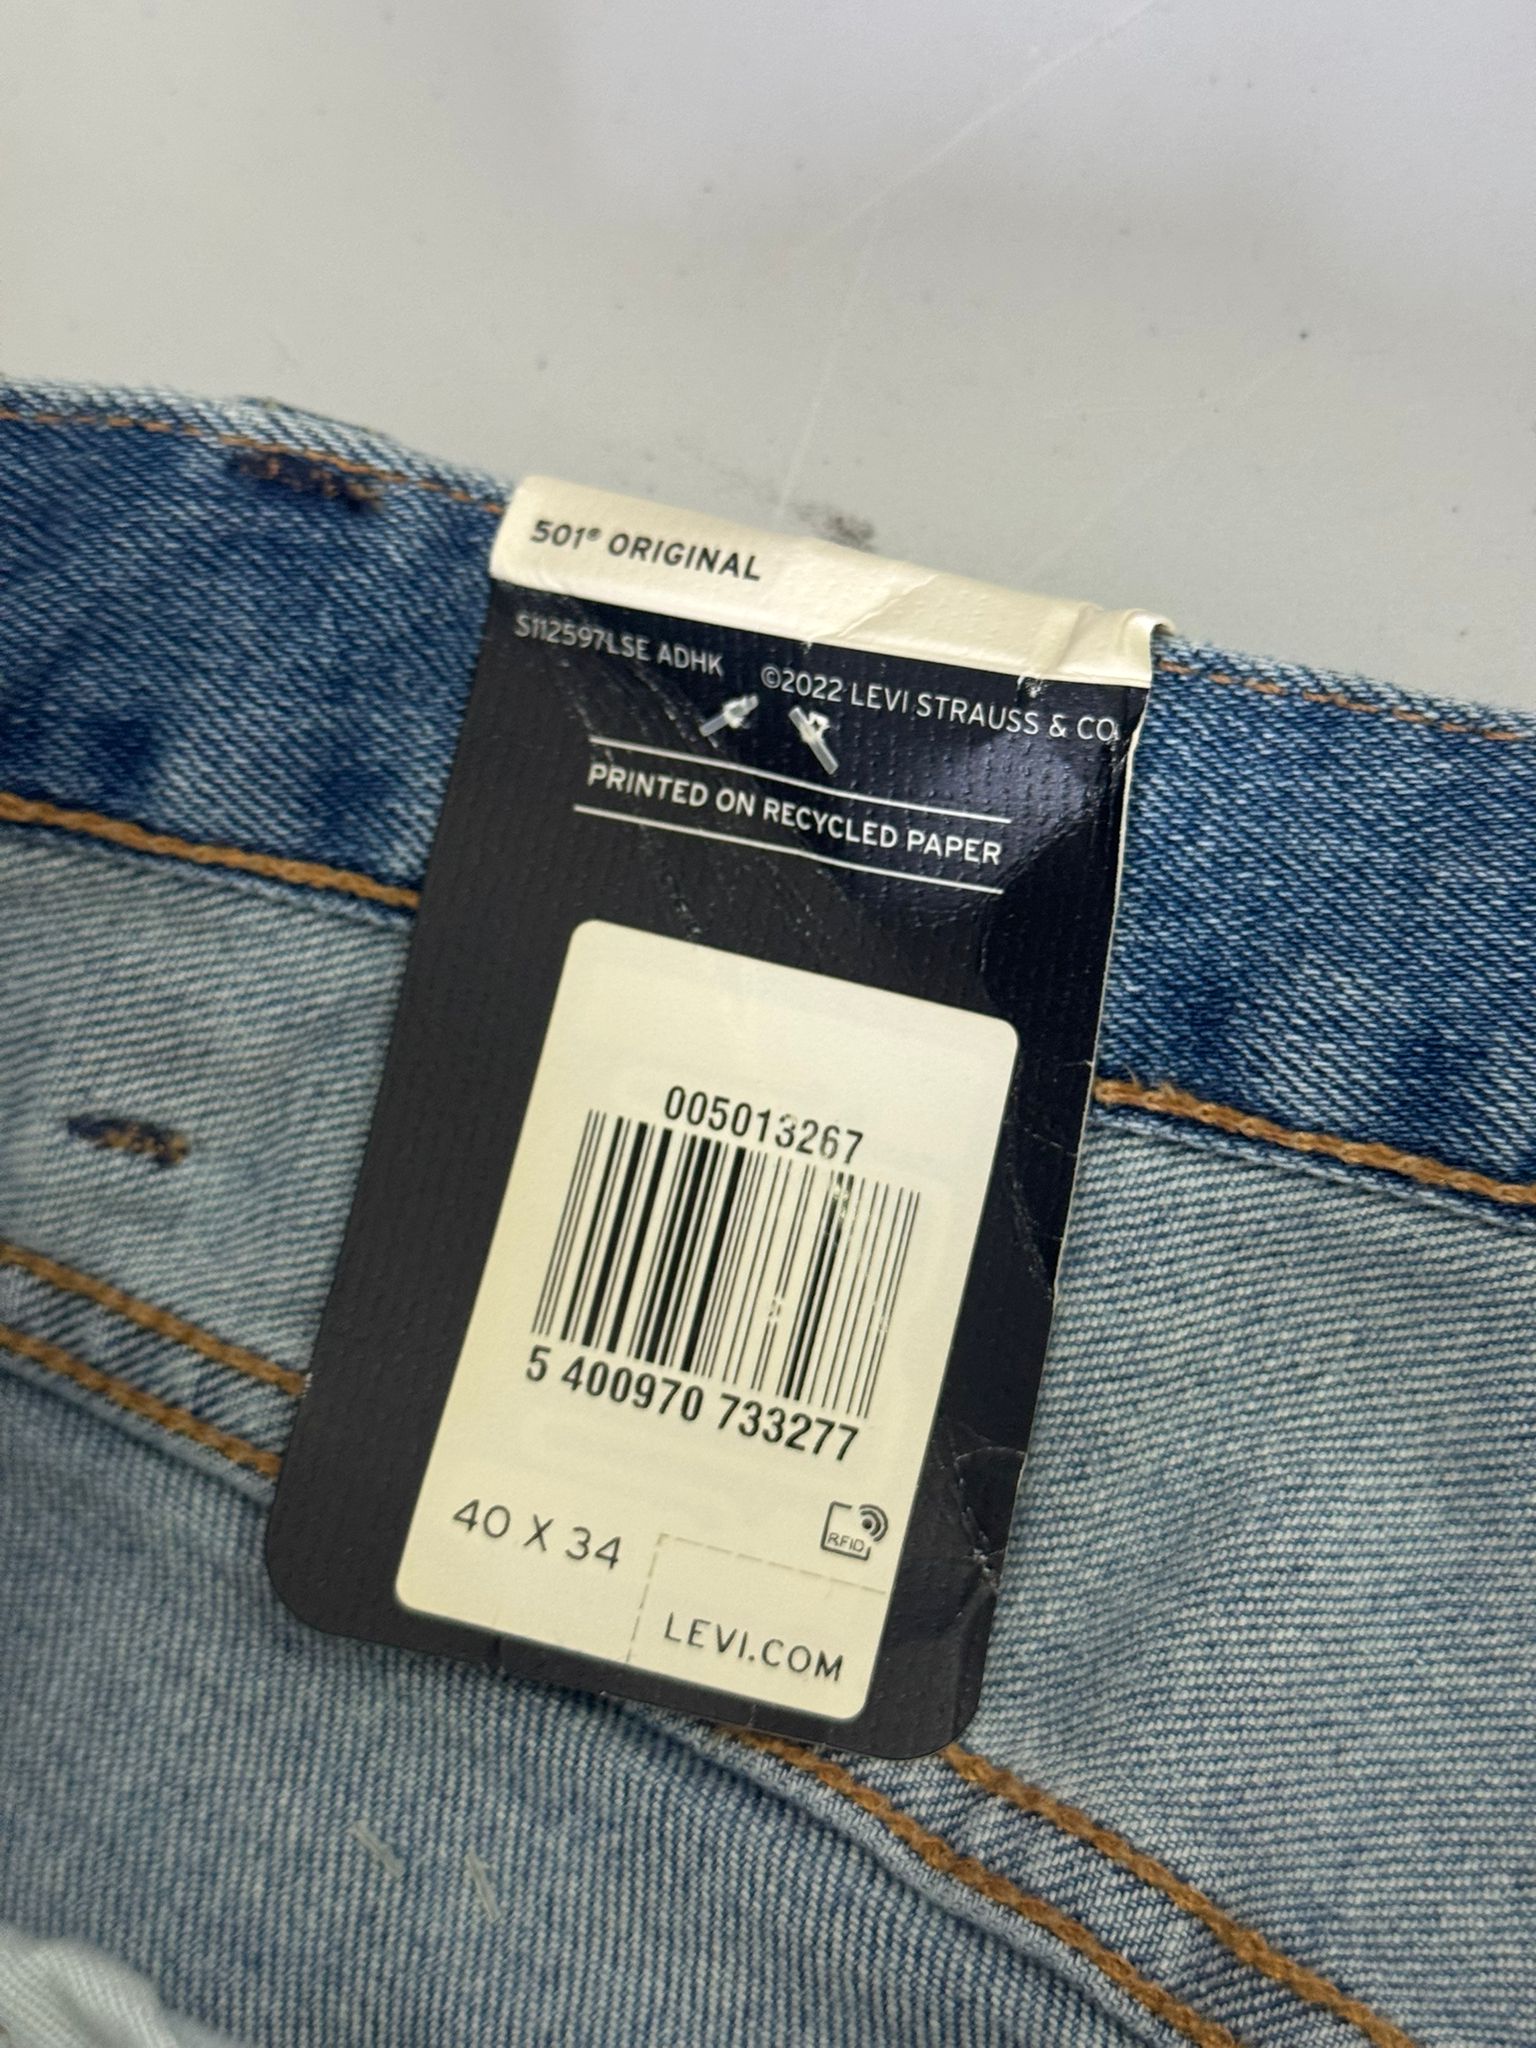 501® ORIGINAL
S112597LSE ADHK ©2022 LEVI STRAUSS & CO.
PRINTED ON RECYCLED PAPER
005013267
5 400970 733277
40 X 34
RFID
LEVI.COM